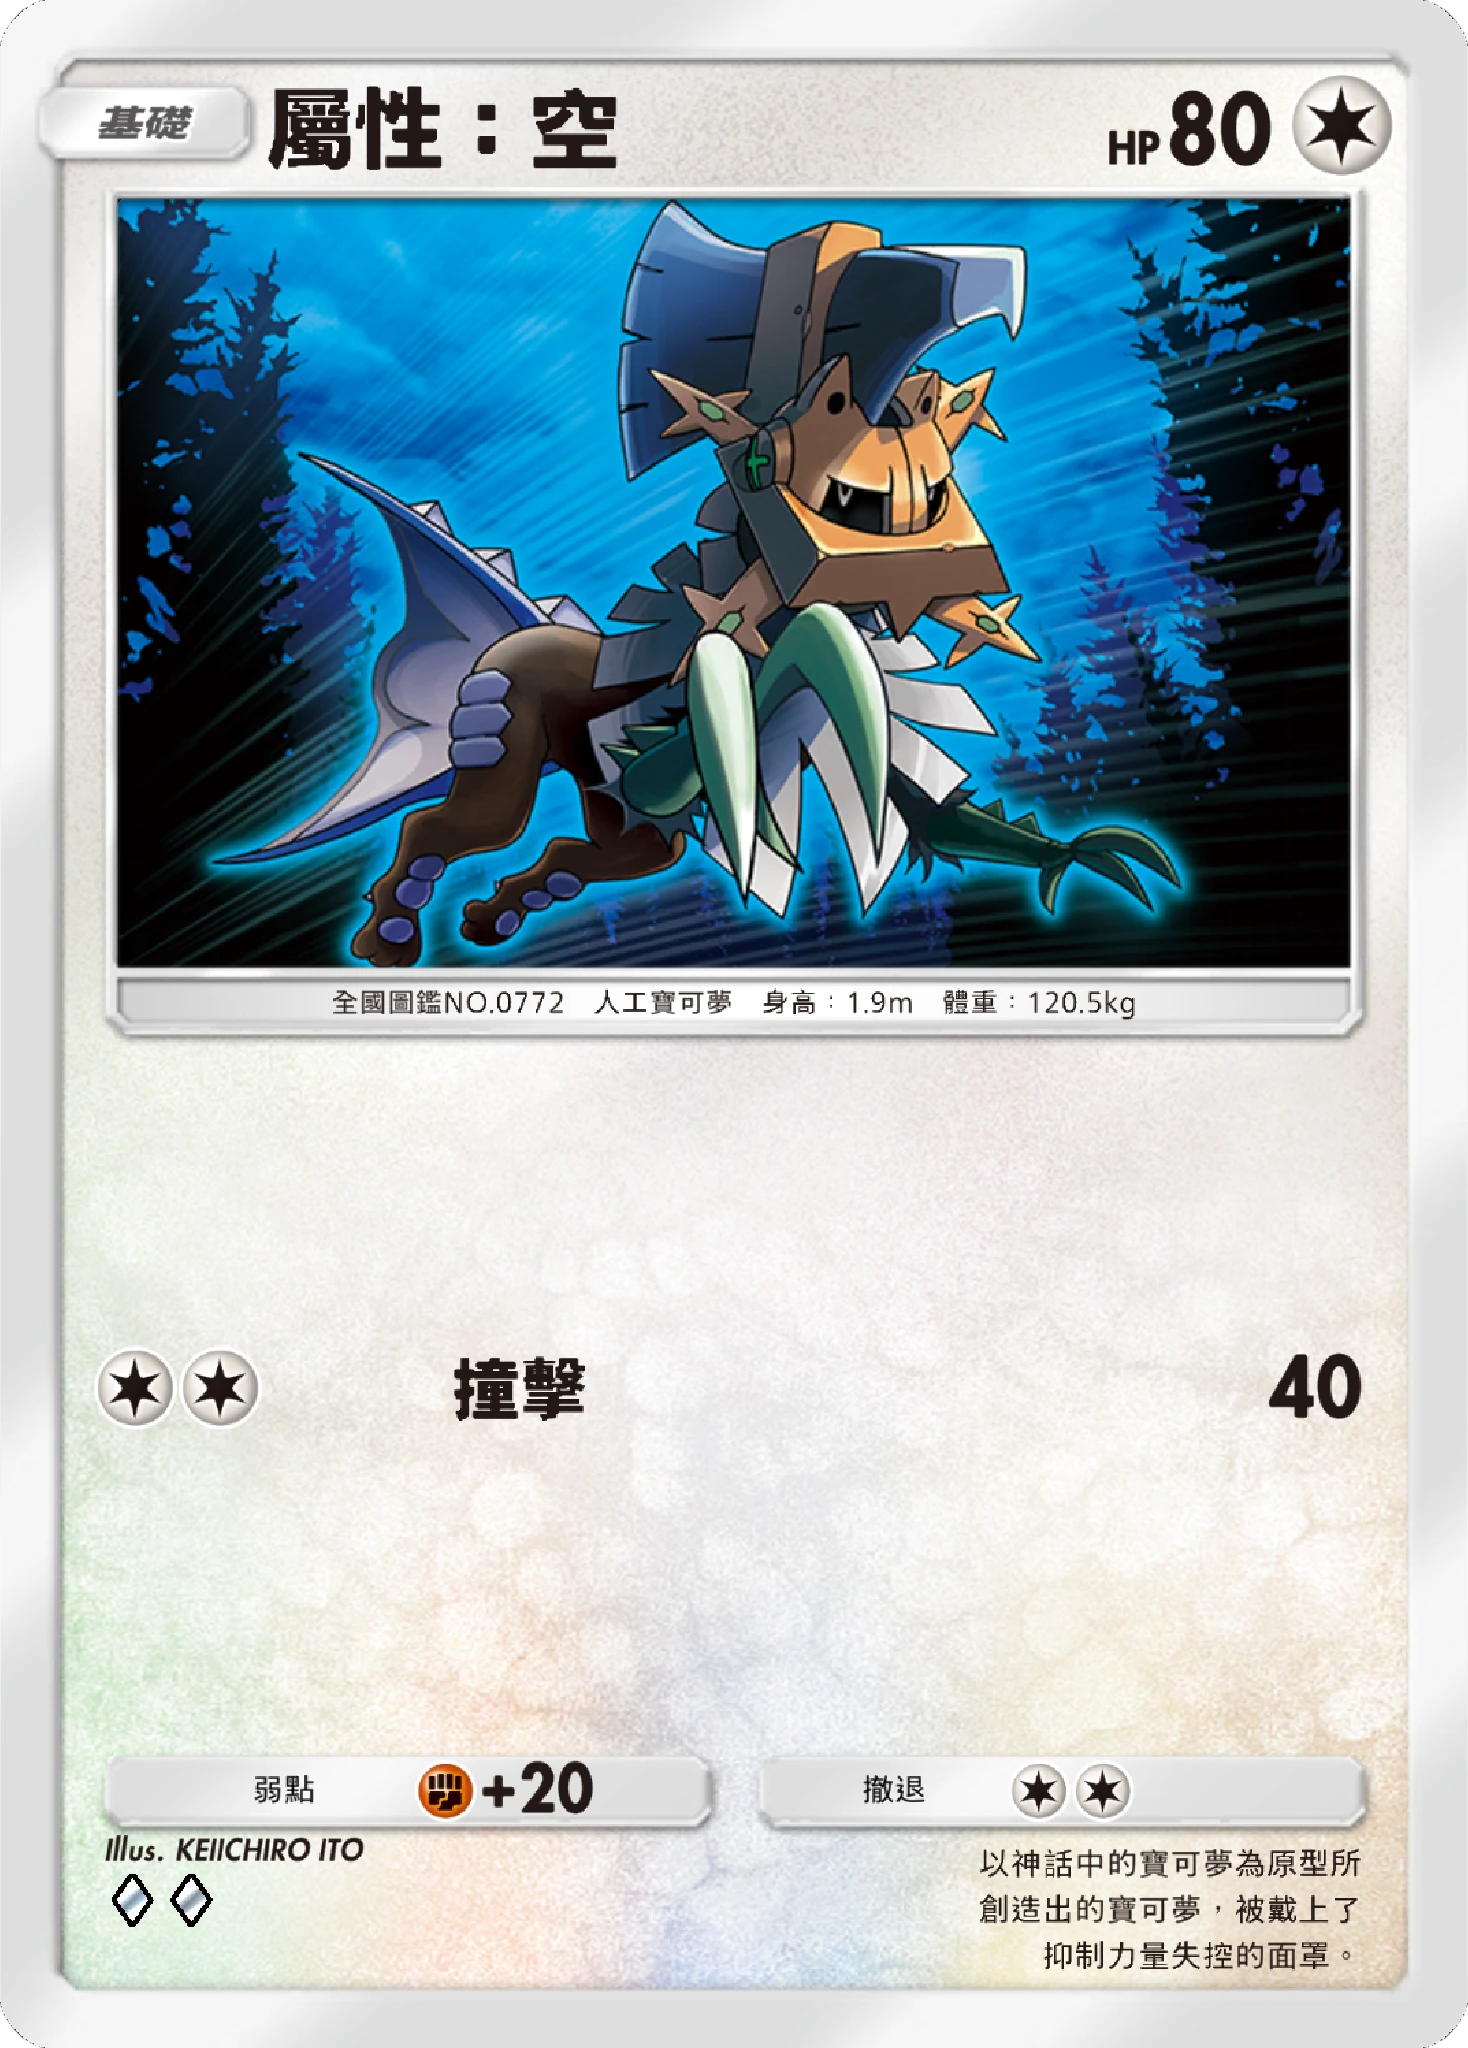 基礎
屬性：空
HP 80
全國圖鑑NO.0772 人工寶可夢 身高：1.9m 體重：120.5kg
撞擊 40
弱點 +20 撤退
Illus. KEIICHIRO ITO
以神話中的寶可夢為原型所
創造出的寶可夢，被戴上了
抑制力量失控的面罩。